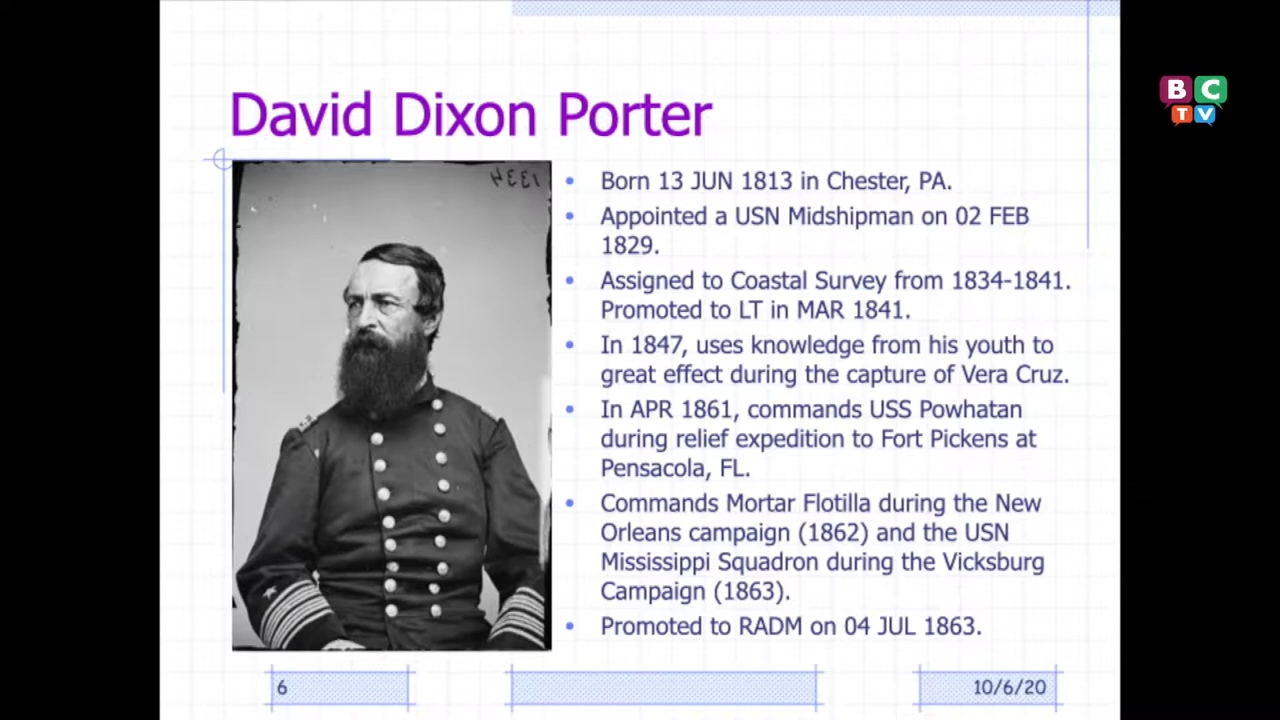 David Dixon Porter
B C
T V
1334
• Born 13 JUN 1813 in Chester, PA.
• Appointed a USN Midshipman on 02 FEB
1829.
• Assigned to Coastal Survey from 1834-1841.
Promoted to LT in MAR 1841.
• In 1847, uses knowledge from his youth to
great effect during the capture of Vera Cruz.
• In APR 1861, commands USS Powhatan
during relief expedition to Fort Pickens at
Pensacola, FL.
• Commands Mortar Flotilla during the New
Orleans campaign (1862) and the USN
Mississippi Squadron during the Vicksburg
Campaign (1863).
• Promoted to RADM on 04 JUL 1863.
6
10/6/20